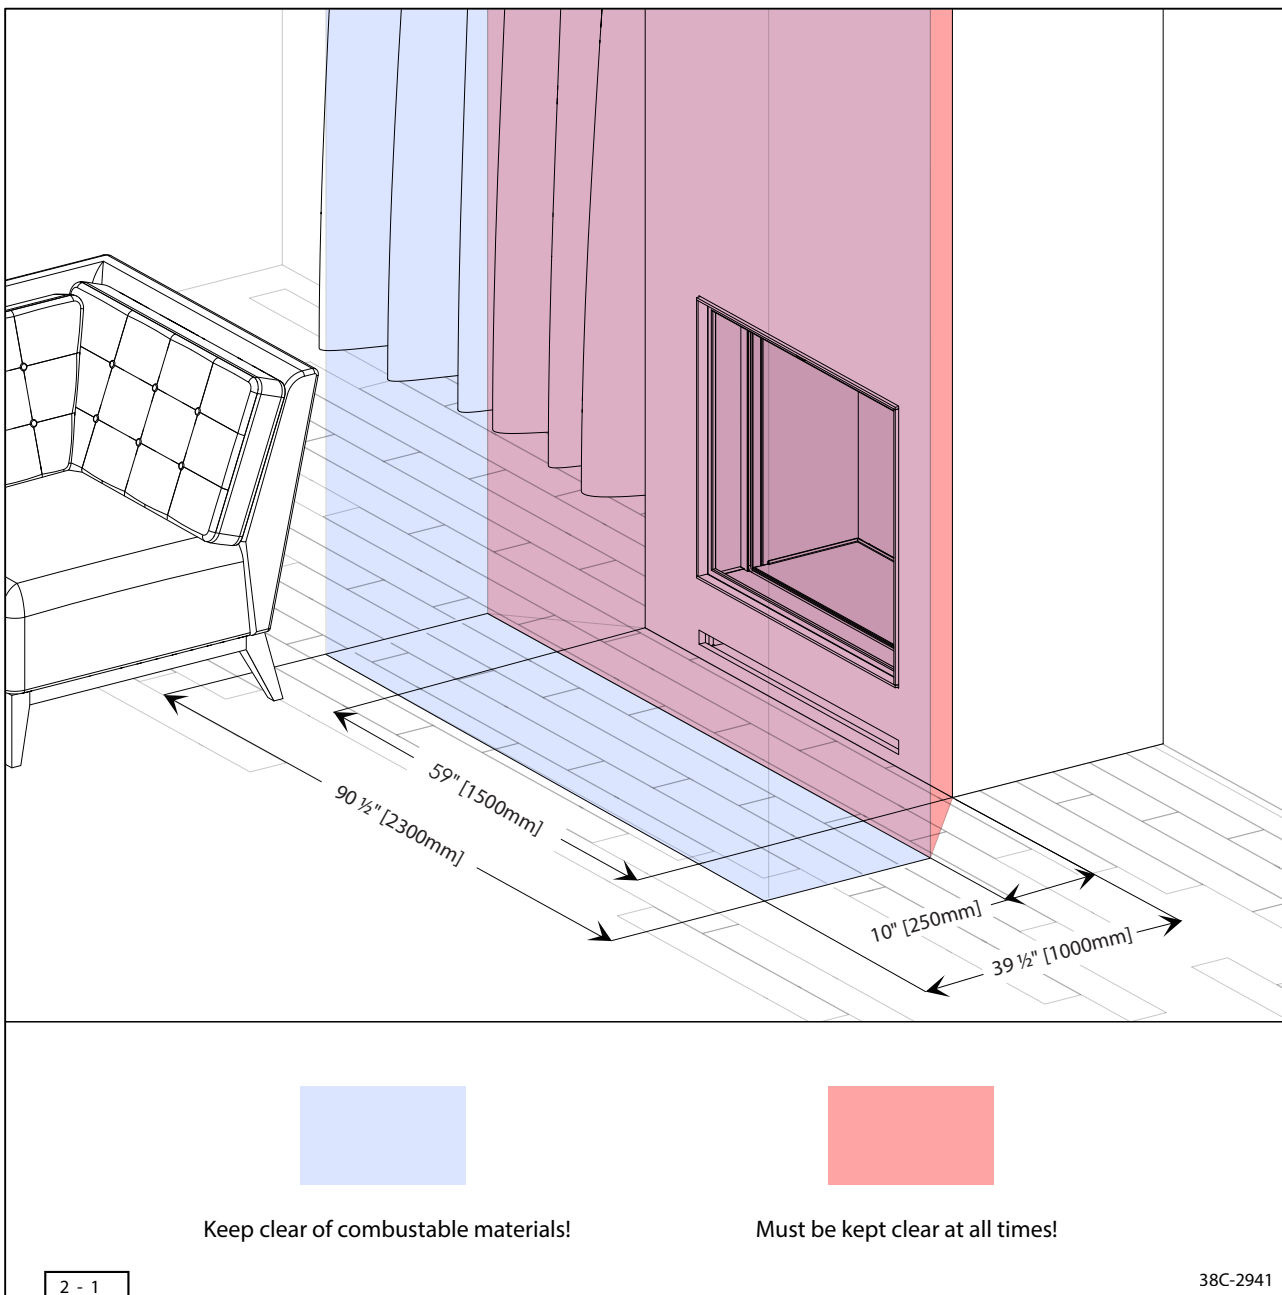 59" [1500mm]
90 ½" [2300mm]
10" [250mm]
39 ½" [1000mm]
Keep clear of combustable materials!
Must be kept clear at all times!
2 - 1
38C-2941